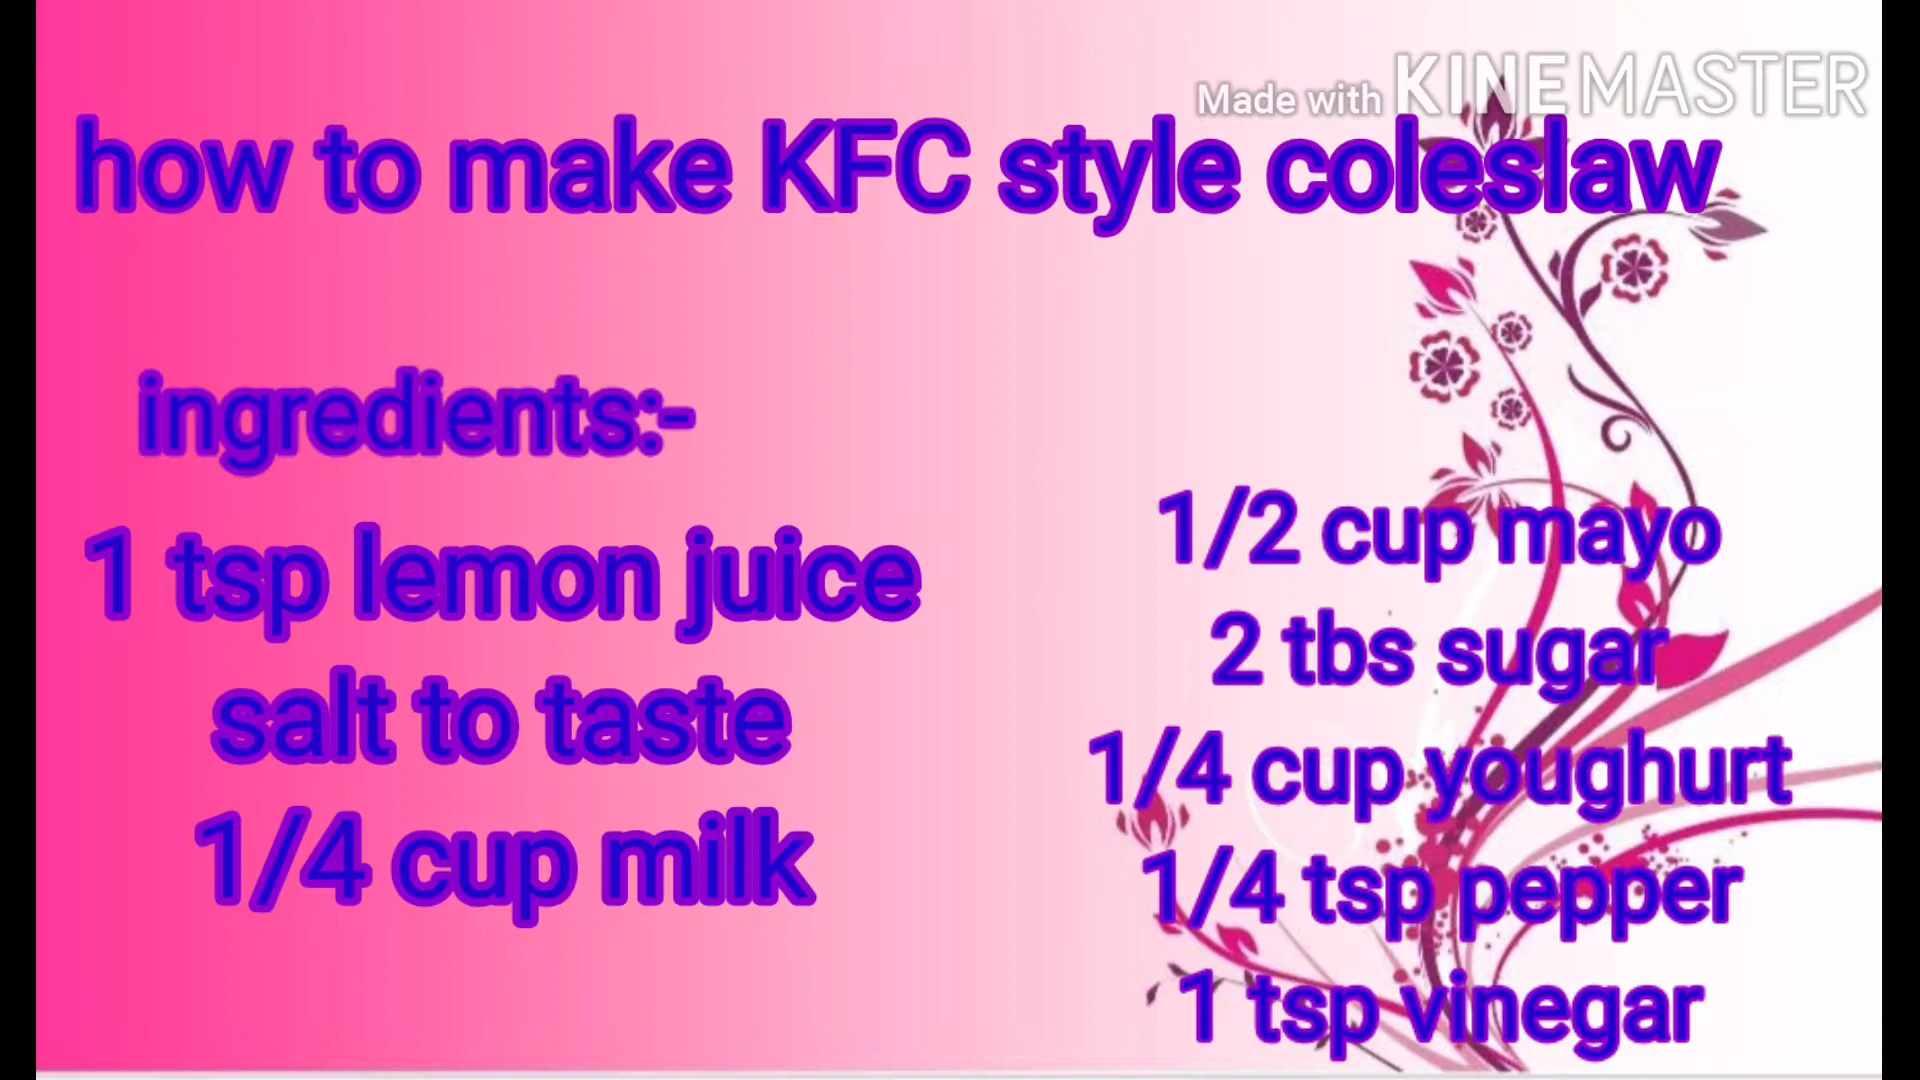 Made with KINEMASTER
how to make KFC style coleslaw
ingredients:-
1 tsp lemon juice
salt to taste
1/4 cup milk
1/2 cup mayo
2 tbs sugar
1/4 cup youghurt
1/4 tsp pepper
1 tsp vinegar